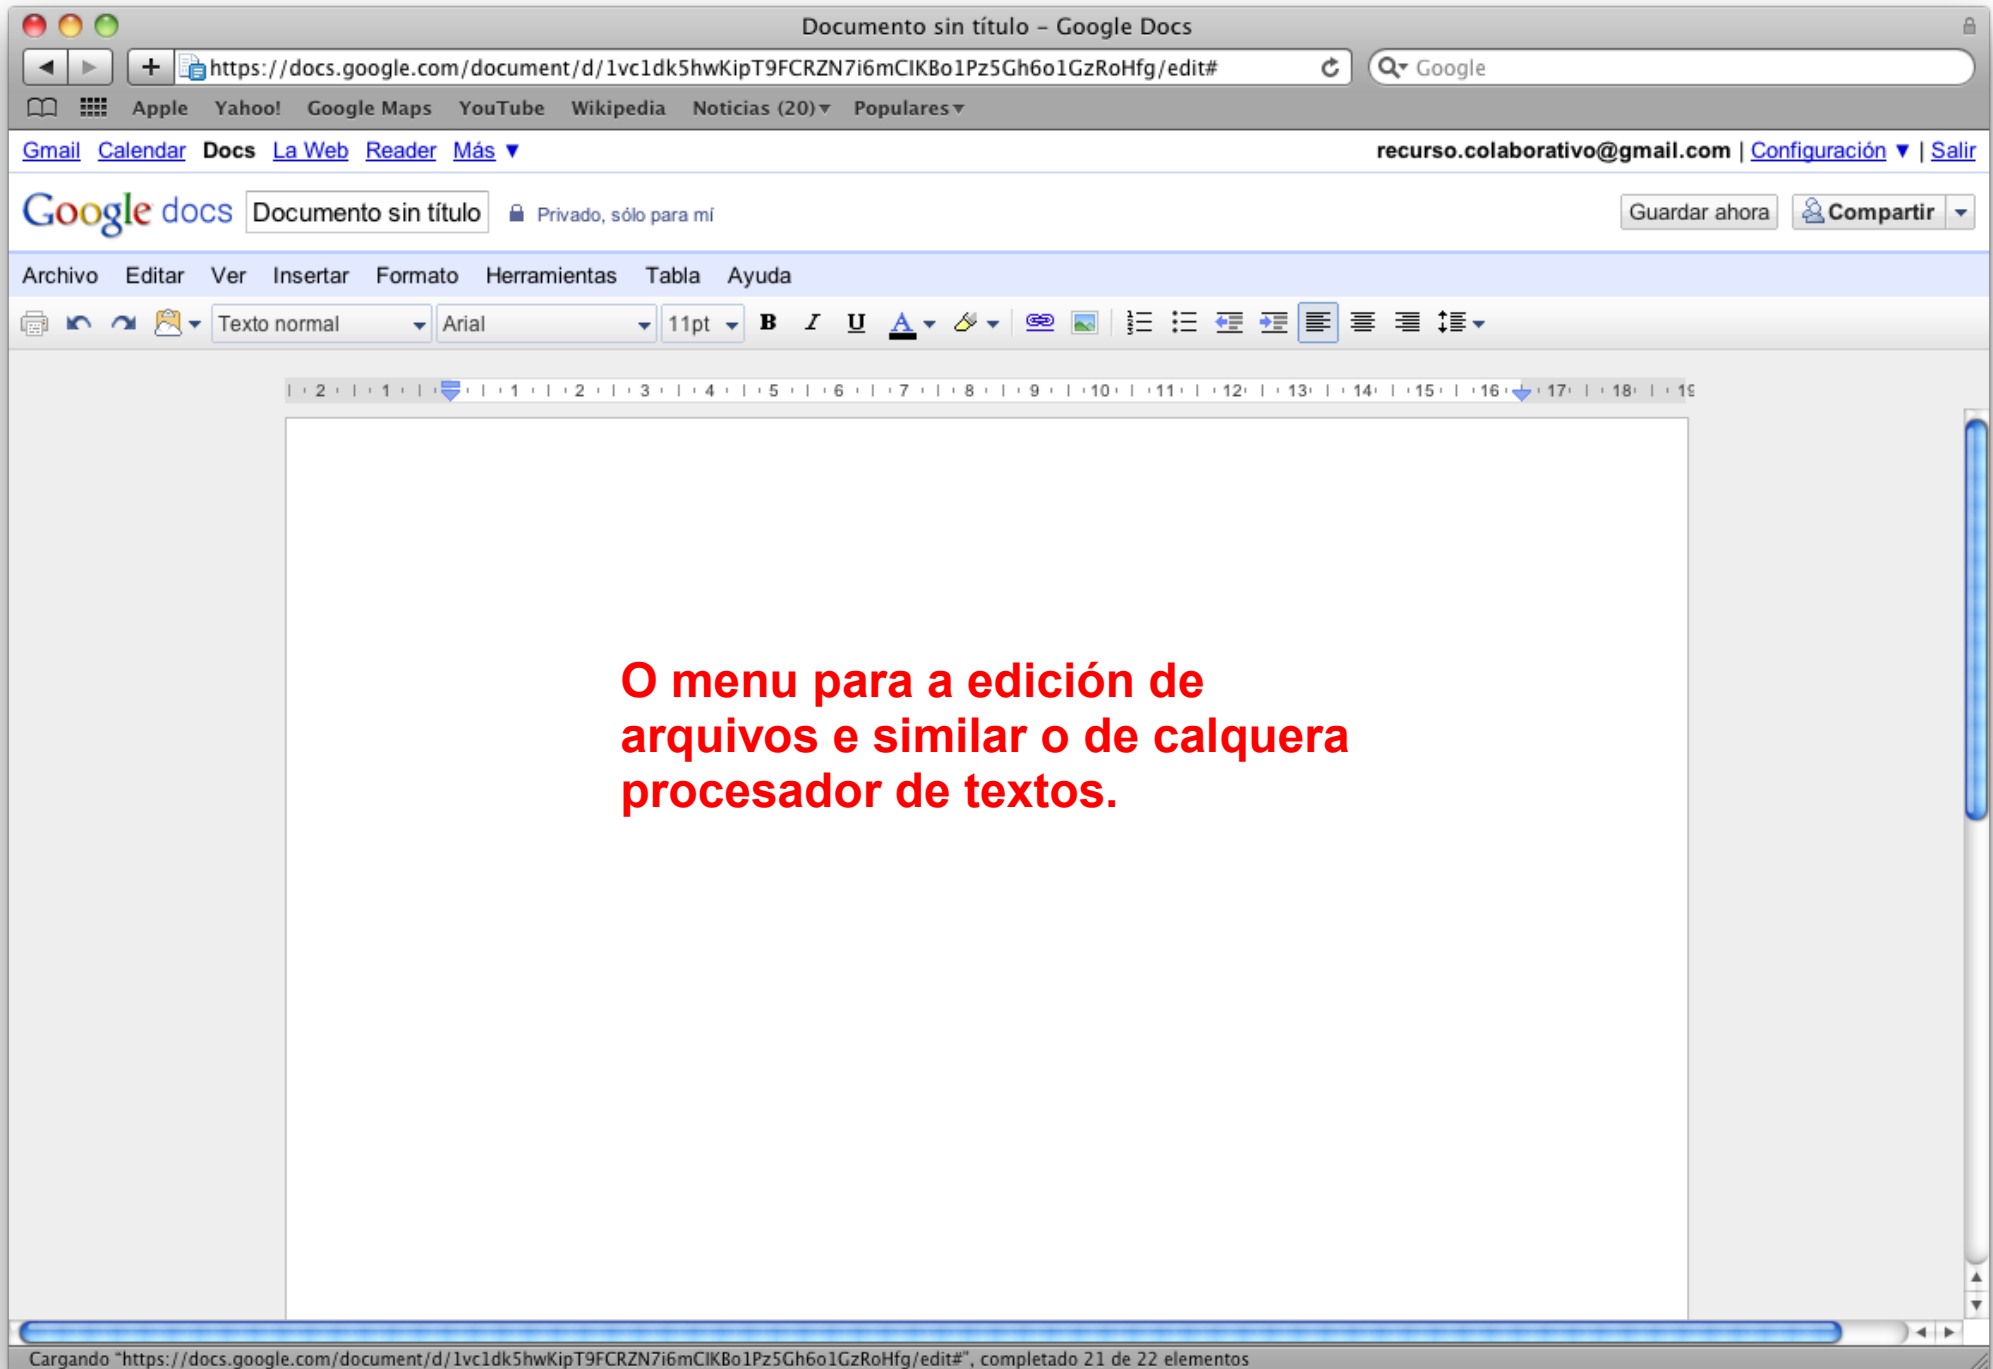 Documento sin título – Google Docs
https://docs.google.com/document/d/1vc1dk5hwKipT9FCRZN7i6mCIKBo1Pz5Gh6o1GzRoHfg/edit# Google
Apple Yahoo! Google Maps YouTube Wikipedia Noticias (20) Populares
Gmail Calendar Docs La Web Reader Más ▼ recurso.colaborativo@gmail.com | Configuración ▼ | Salir
Google docs Documento sin título Privado, sólo para mí Guardar ahora Compartir
Archivo Editar Ver Insertar Formato Herramientas Tabla Ayuda
Texto normal Arial 11pt B I U A
2 1 1 2 3 4 5 6 7 8 9 10 11 12 13 14 15 16 17 18 19
O menu para a edición de
arquivos e similar o de calquera
procesador de textos.
Cargando "https://docs.google.com/document/d/1vc1dk5hwKipT9FCRZN7i6mCIKBo1Pz5Gh6o1GzRoHfg/edit#", completado 21 de 22 elementos